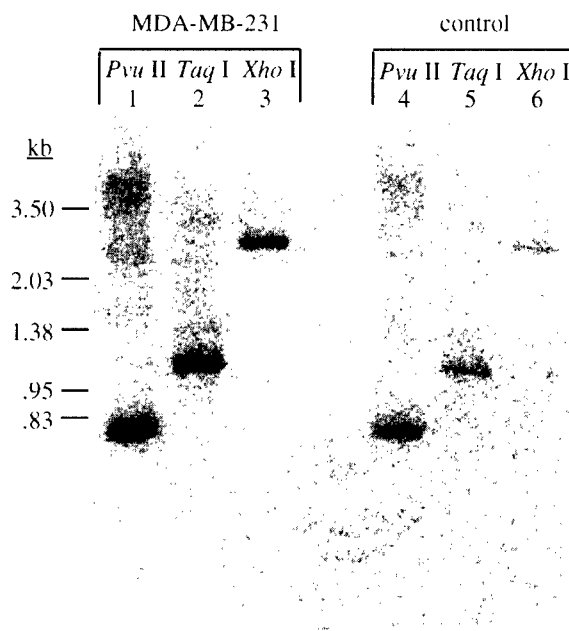 MDA-MB-231 control
Pvu II Taq I Xho I Pvu II Taq I Xho I
1 2 3 4 5 6
kb
3.50
2.03
1.38
.95
.83